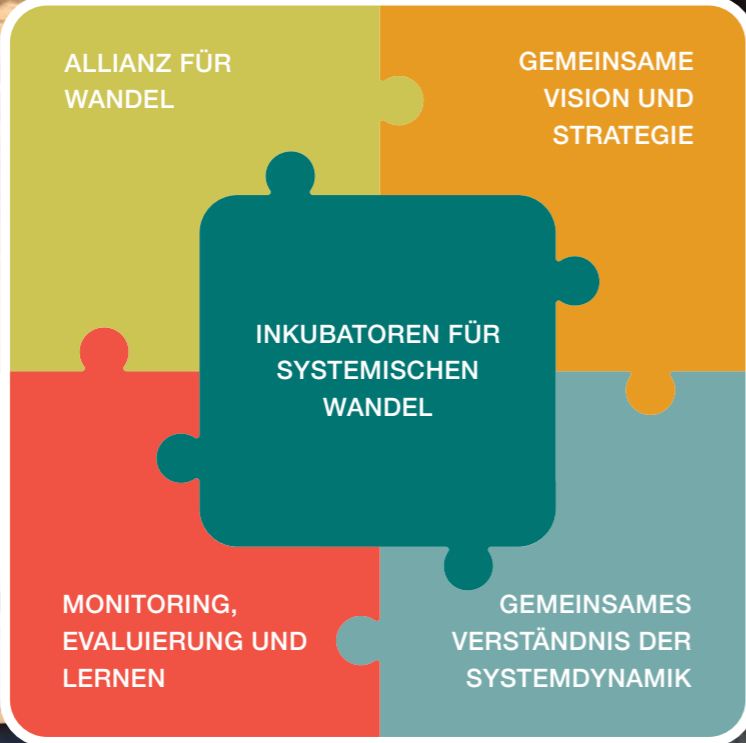 ALLIANZ FÜR
WANDEL
GEMEINSAME
VISION UND
STRATEGIE
INKUBATOREN FÜR
SYSTEMISCHEN
WANDEL
MONITORING,
EVALUIERUNG UND
LERNEN
GEMEINSAMES
VERSTÄNDNIS DER
SYSTEMDYNAMIK